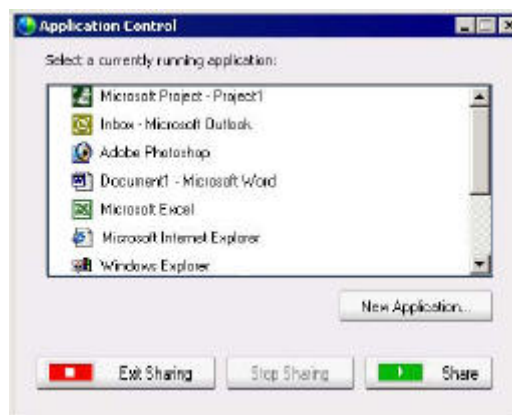 Application Control
Select a currently running application:
Microsoft Project - Project1
Inbox - Microsoft Outlook
Adobe Photoshop
Document1 - Microsoft Word
Microsoft Excel
Microsoft Internet Explorer
Windows Explorer
New Application...
Exit Sharing
Stop Sharing
Share